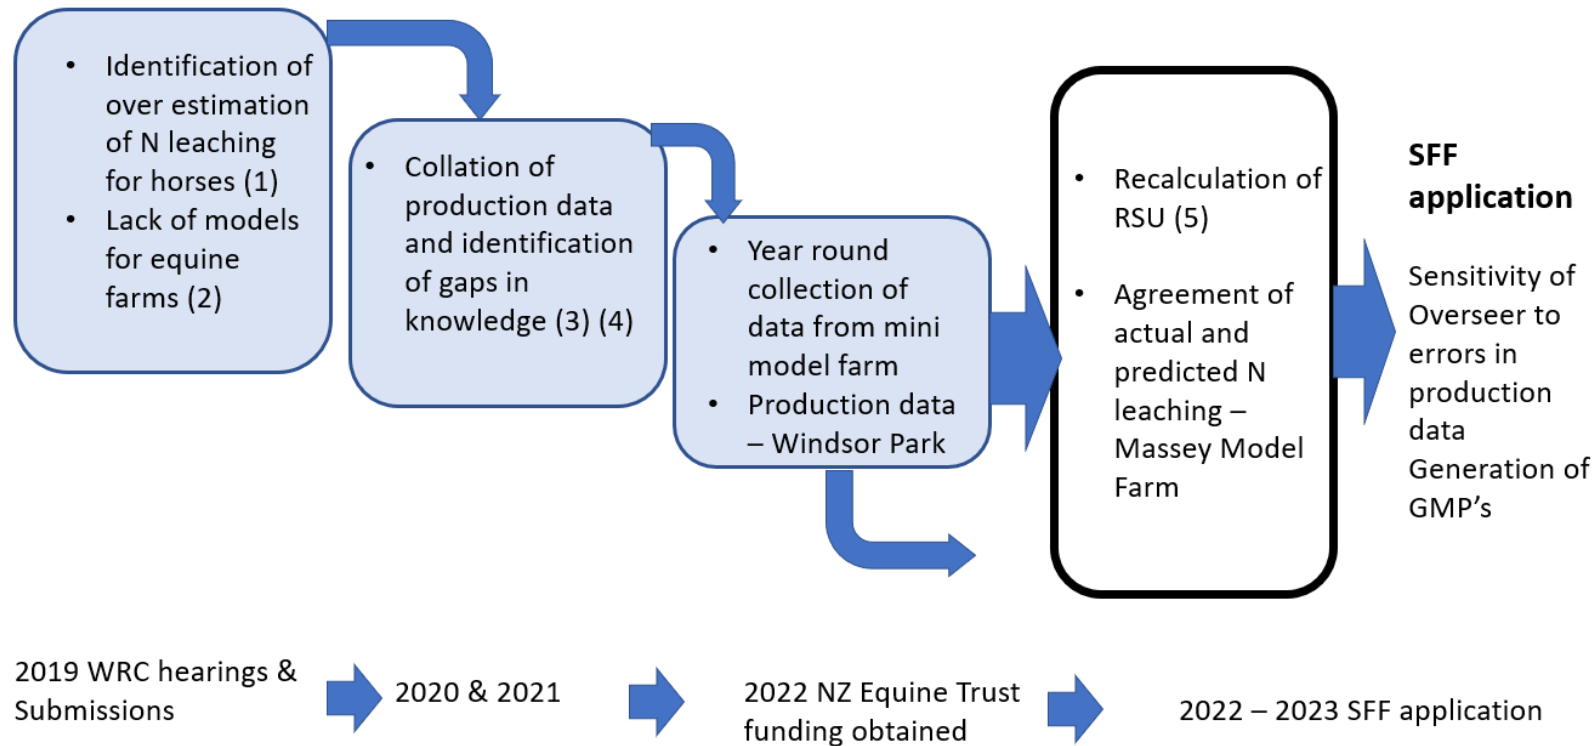 • Identification of
over estimation
of N leaching
for horses (1)
• Lack of models
for equine
farms (2)
• Collation of
production data
and identification
of gaps in
knowledge (3) (4)
• Year round
collection of
data from mini
model farm
• Production data
– Windsor Park
• Recalculation of
RSU (5)
• Agreement of
actual and
predicted N
leaching –
Massey Model
Farm
SFF
application
Sensitivity of
Overseer to
errors in
production
data
Generation of
GMP's
2019 WRC hearings &
Submissions
2020 & 2021
2022 NZ Equine Trust
funding obtained
2022 – 2023 SFF application